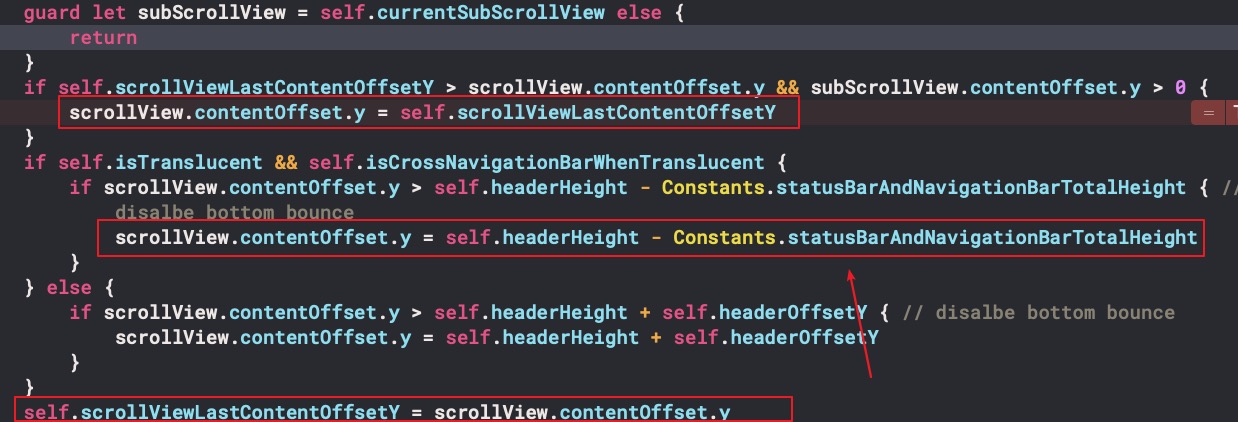 guard let subScrollView = self.currentSubScrollView else {
return
}
if self.scrollViewLastContentOffsetY > scrollView.contentOffset.y && subScrollView.contentOffset.y > 0 {
scrollView.contentOffset.y = self.scrollViewLastContentOffsetY
}
if self.isTranslucent && self.isCrossNavigationBarWhenTranslucent {
if scrollView.contentOffset.y > self.headerHeight - Constants.statusBarAndNavigationBarTotalHeight { //
disalbe bottom bounce
scrollView.contentOffset.y = self.headerHeight - Constants.statusBarAndNavigationBarTotalHeight
}
} else {
if scrollView.contentOffset.y > self.headerHeight + self.headerOffsetY { // disalbe bottom bounce
scrollView.contentOffset.y = self.headerHeight + self.headerOffsetY
}
}
self.scrollViewLastContentOffsetY = scrollView.contentOffset.y